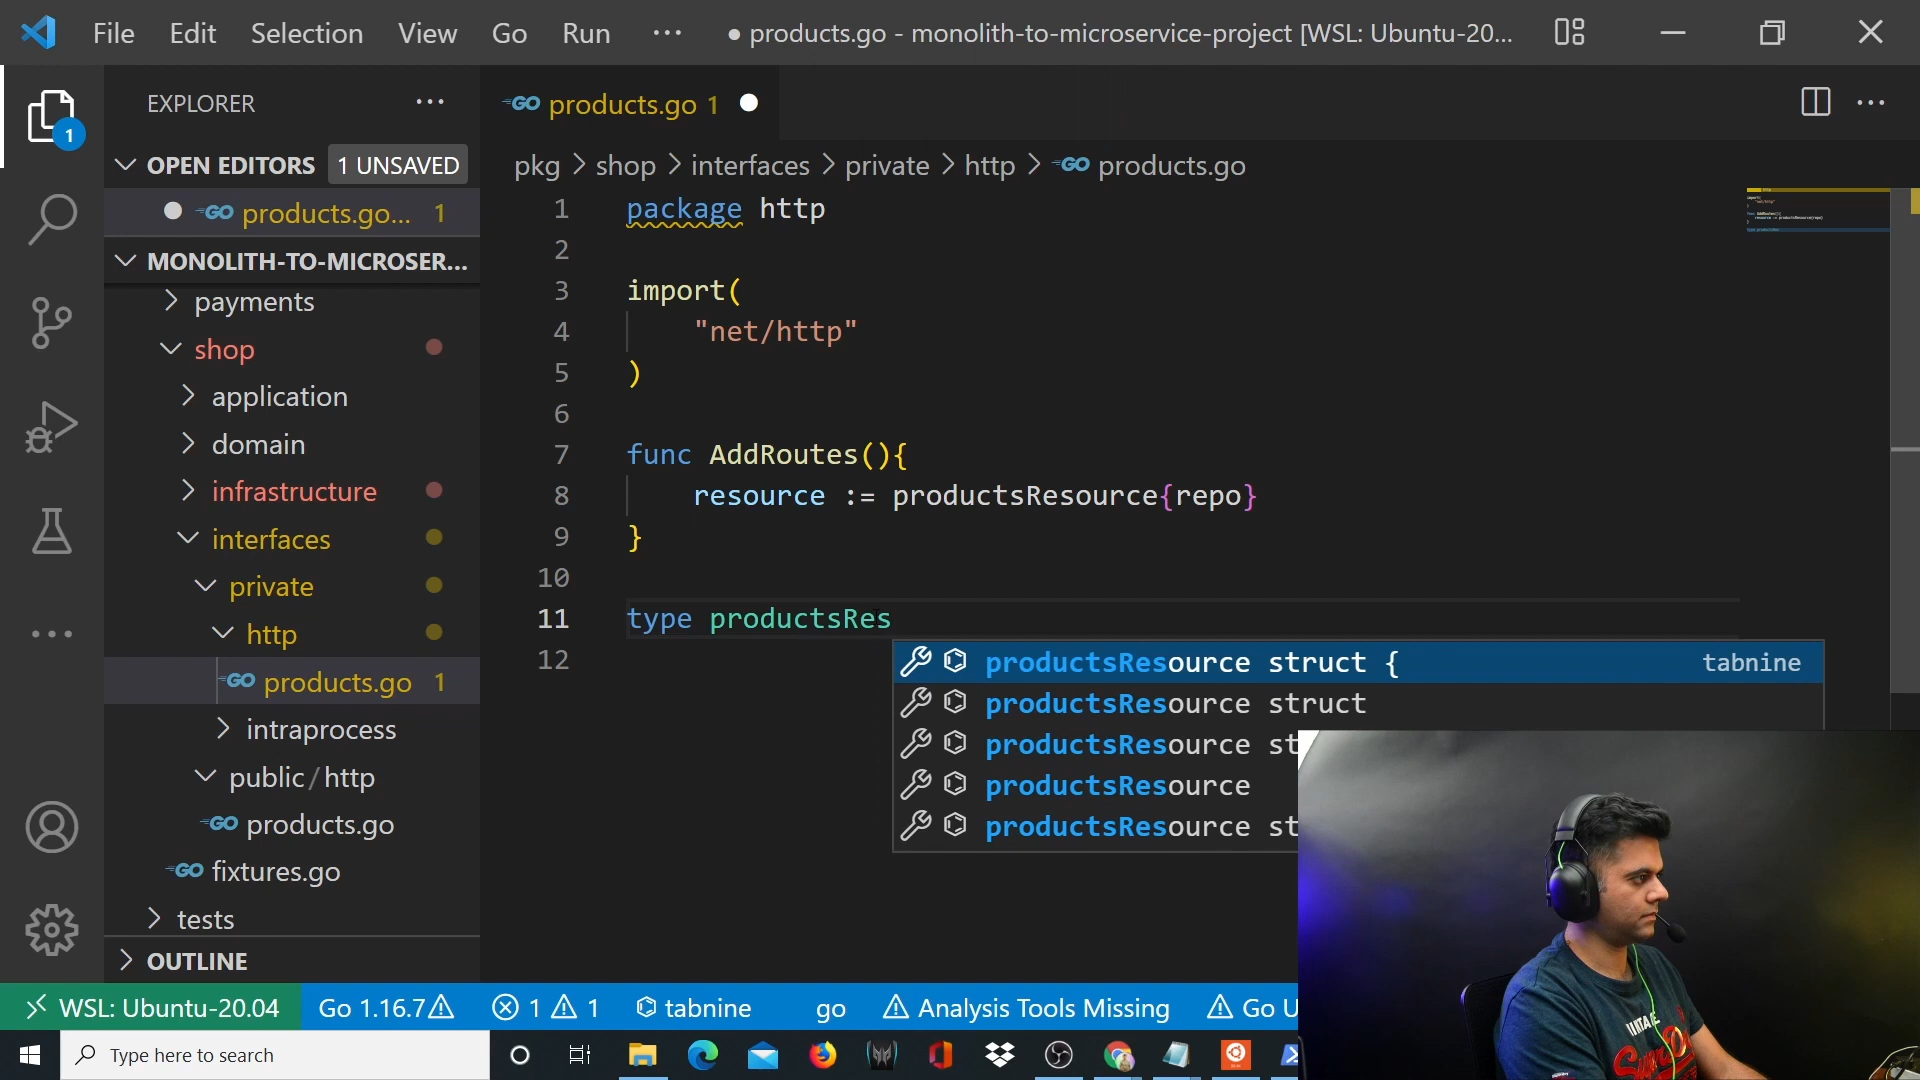 File Edit Selection View Go Run ··· ● products.go - monolith-to-microservice-project [WSL: Ubuntu-20...
EXPLORER ···
1
OPEN EDITORS 1 UNSAVED
products.go... 1
MONOLITH-TO-MICROSER...
payments
shop
application
domain
infrastructure
interfaces
private
http
products.go 1
intraprocess
public/http
products.go
fixtures.go
tests
OUTLINE
GO products.go 1 ●
pkg > shop > interfaces > private > http > GO products.go
1 package http
2
3 import(
4 "net/http"
5 )
6
7 func AddRoutes(){
8 resource := productsResource{repo}
9 }
10
11 type productsRes
12
productsResource struct { tabnine
productsResource struct
productsResource st
productsResource
productsResource st
WSL: Ubuntu-20.04 Go 1.16.7 1 1 tabnine go Analysis Tools Missing Go U
Type here to search